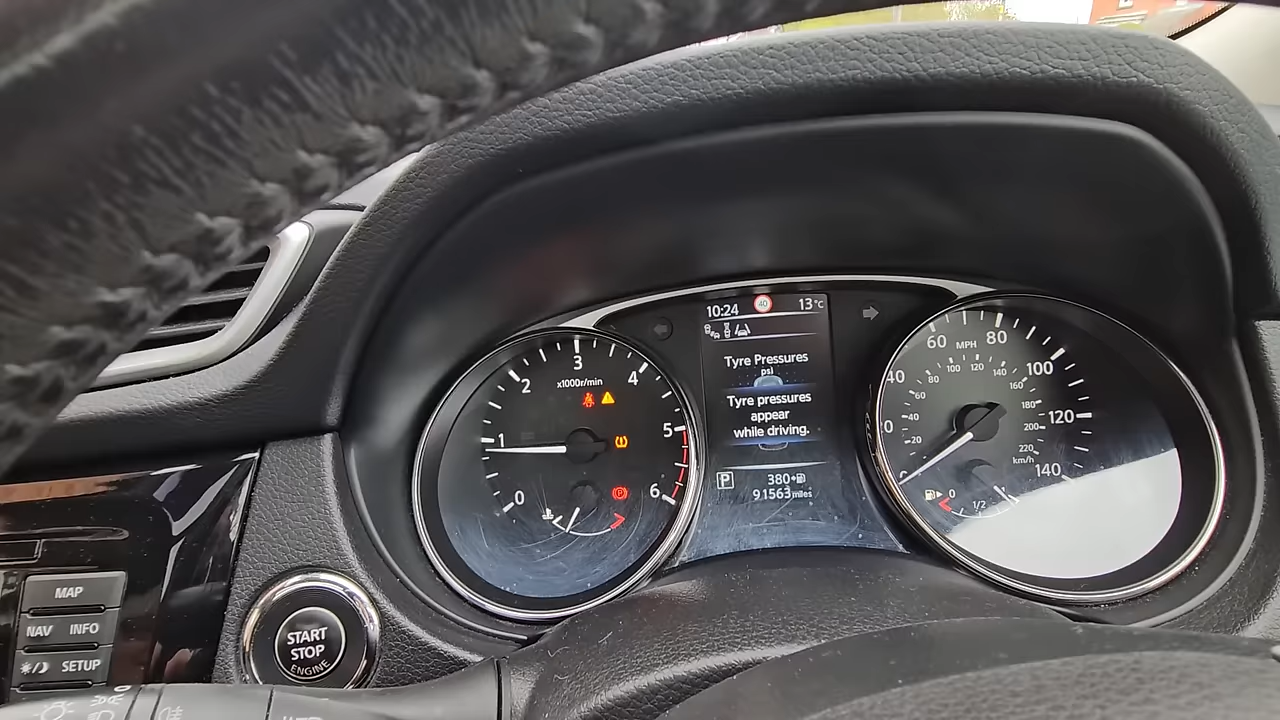 10:24 40 13°C
Tyre Pressures
psi
Tyre pressures
appear
while driving.
P 380
91563 miles
0 1 2 3 4 5 6
x1000r/min
P
40 60 80 100 120 140
MPH
20 40 60 80 100 120 140 160 180 200 220
km/h
0 1/2
MAP
NAV INFO
SETUP
START
STOP
ENGINE